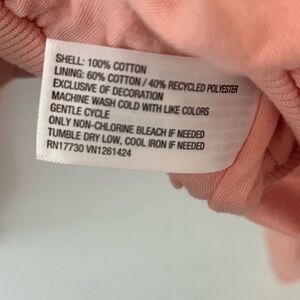 SHELL: 100% COTTON
LINING: 60% COTTON / 40% RECYCLED POLYESTER
EXCLUSIVE OF DECORATION
MACHINE WASH COLD WITH LIKE COLORS
GENTLE CYCLE
ONLY NON-CHLORINE BLEACH IF NEEDED
TUMBLE DRY LOW, COOL IRON IF NEEDED
RN17730 VN1261424